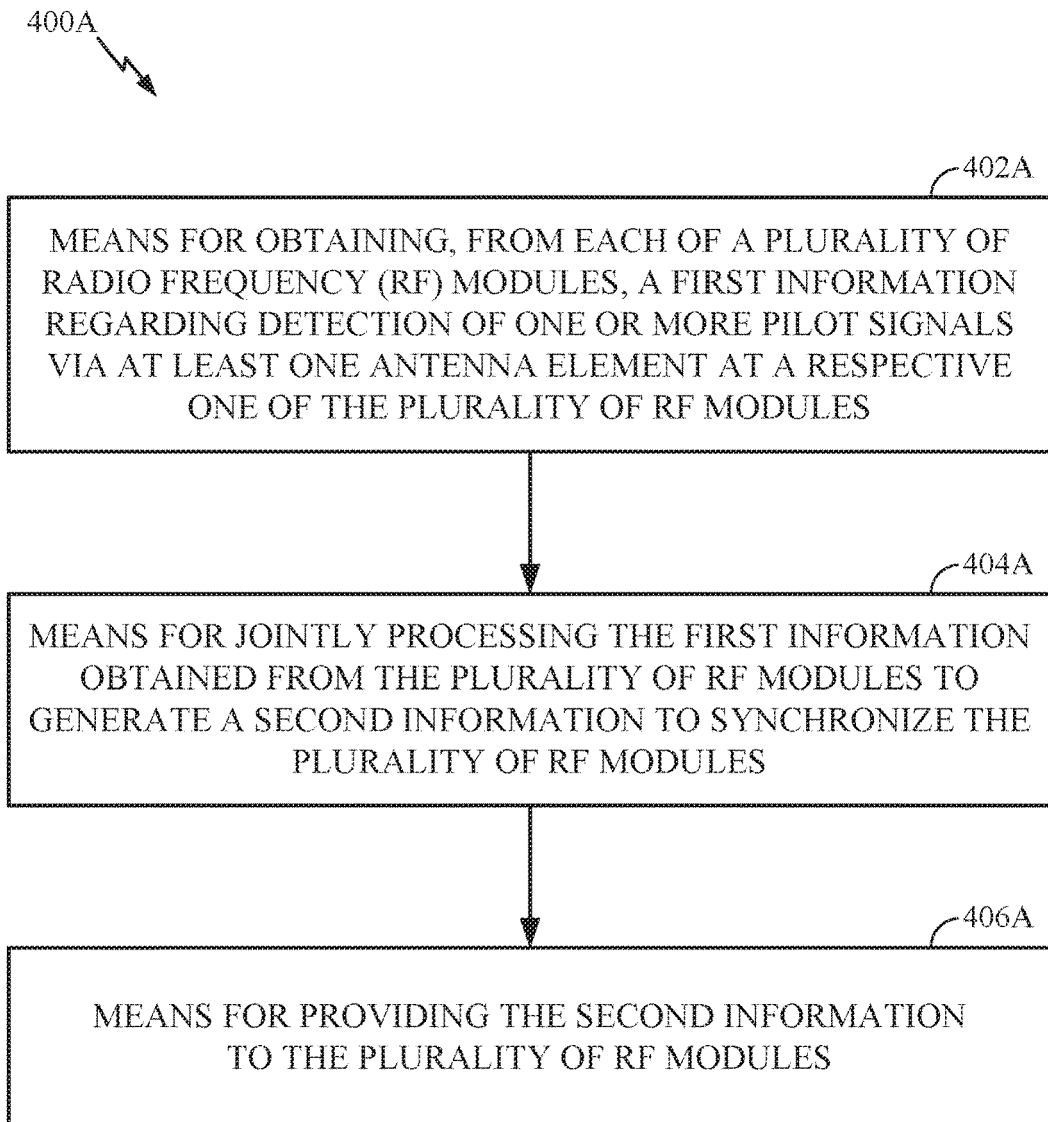 400A
402A
MEANS FOR OBTAINING, FROM EACH OF A PLURALITY OF
RADIO FREQUENCY (RF) MODULES, A FIRST INFORMATION
REGARDING DETECTION OF ONE OR MORE PILOT SIGNALS
VIA AT LEAST ONE ANTENNA ELEMENT AT A RESPECTIVE
ONE OF THE PLURALITY OF RF MODULES
404A
MEANS FOR JOINTLY PROCESSING THE FIRST INFORMATION
OBTAINED FROM THE PLURALITY OF RF MODULES TO
GENERATE A SECOND INFORMATION TO SYNCHRONIZE THE
PLURALITY OF RF MODULES
406A
MEANS FOR PROVIDING THE SECOND INFORMATION
TO THE PLURALITY OF RF MODULES